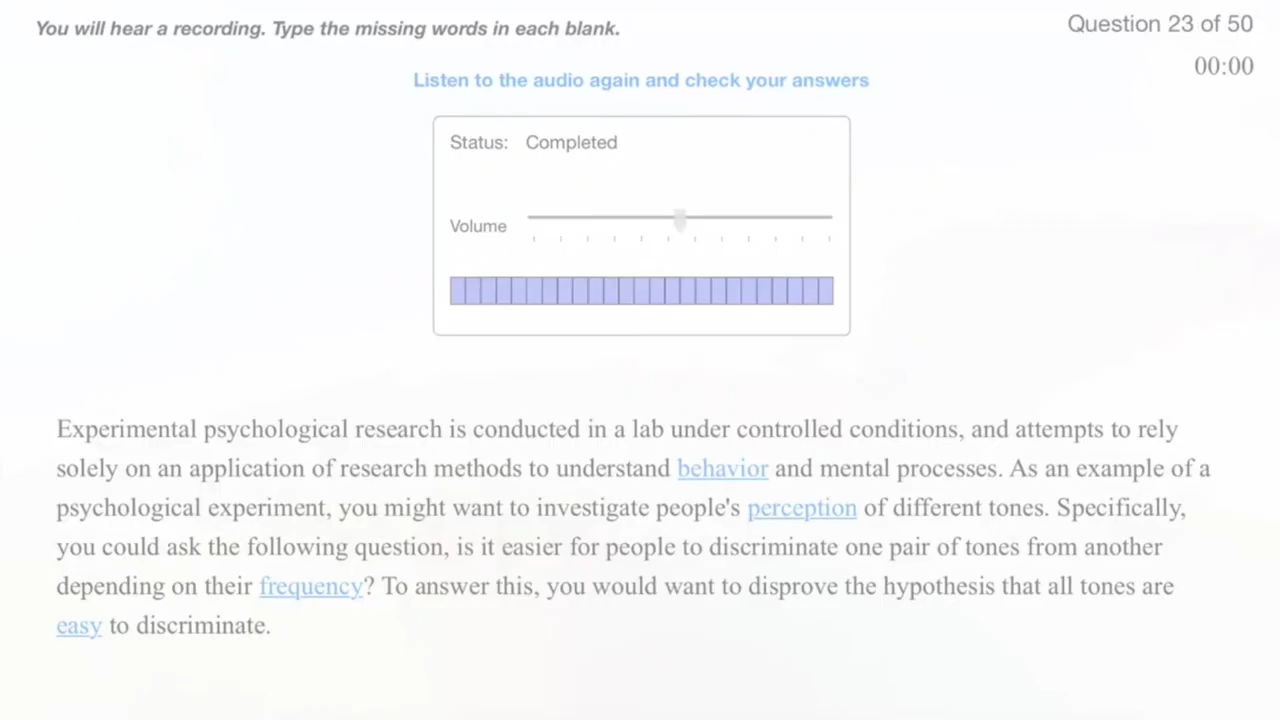 You will hear a recording. Type the missing words in each blank.
Question 23 of 50
00:00
Listen to the audio again and check your answers
Status: Completed
Volume
Experimental psychological research is conducted in a lab under controlled conditions, and attempts to rely
solely on an application of research methods to understand behavior and mental processes. As an example of a
psychological experiment, you might want to investigate people's perception of different tones. Specifically,
you could ask the following question, is it easier for people to discriminate one pair of tones from another
depending on their frequency? To answer this, you would want to disprove the hypothesis that all tones are
easy to discriminate.